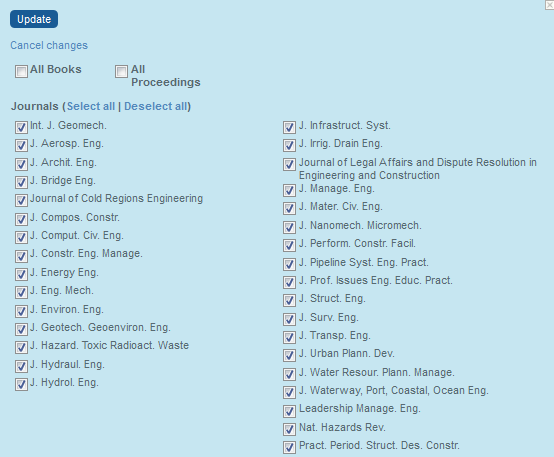 Update
Cancel changes
All Books
All
Proceedings
Journals (Select all | Deselect all)
Int. J. Geomech.
J. Aerosp. Eng.
J. Archit. Eng.
J. Bridge Eng.
Journal of Cold Regions Engineering
J. Compos. Constr.
J. Comput. Civ. Eng.
J. Constr. Eng. Manage.
J. Energy Eng.
J. Eng. Mech.
J. Environ. Eng.
J. Geotech. Geoenviron. Eng.
J. Hazard. Toxic Radioact. Waste
J. Hydraul. Eng.
J. Hydrol. Eng.
J. Infrastruct. Syst.
J. Irrig. Drain Eng.
Journal of Legal Affairs and Dispute Resolution in
Engineering and Construction
J. Manage. Eng.
J. Mater. Civ. Eng.
J. Nanomech. Micromech.
J. Perform. Constr. Facil.
J. Pipeline Syst. Eng. Pract.
J. Prof. Issues Eng. Educ. Pract.
J. Struct. Eng.
J. Surv. Eng.
J. Transp. Eng.
J. Urban Plann. Dev.
J. Water Resour. Plann. Manage.
J. Waterway, Port, Coastal, Ocean Eng.
Leadership Manage. Eng.
Nat. Hazards Rev.
Pract. Period. Struct. Des. Constr.